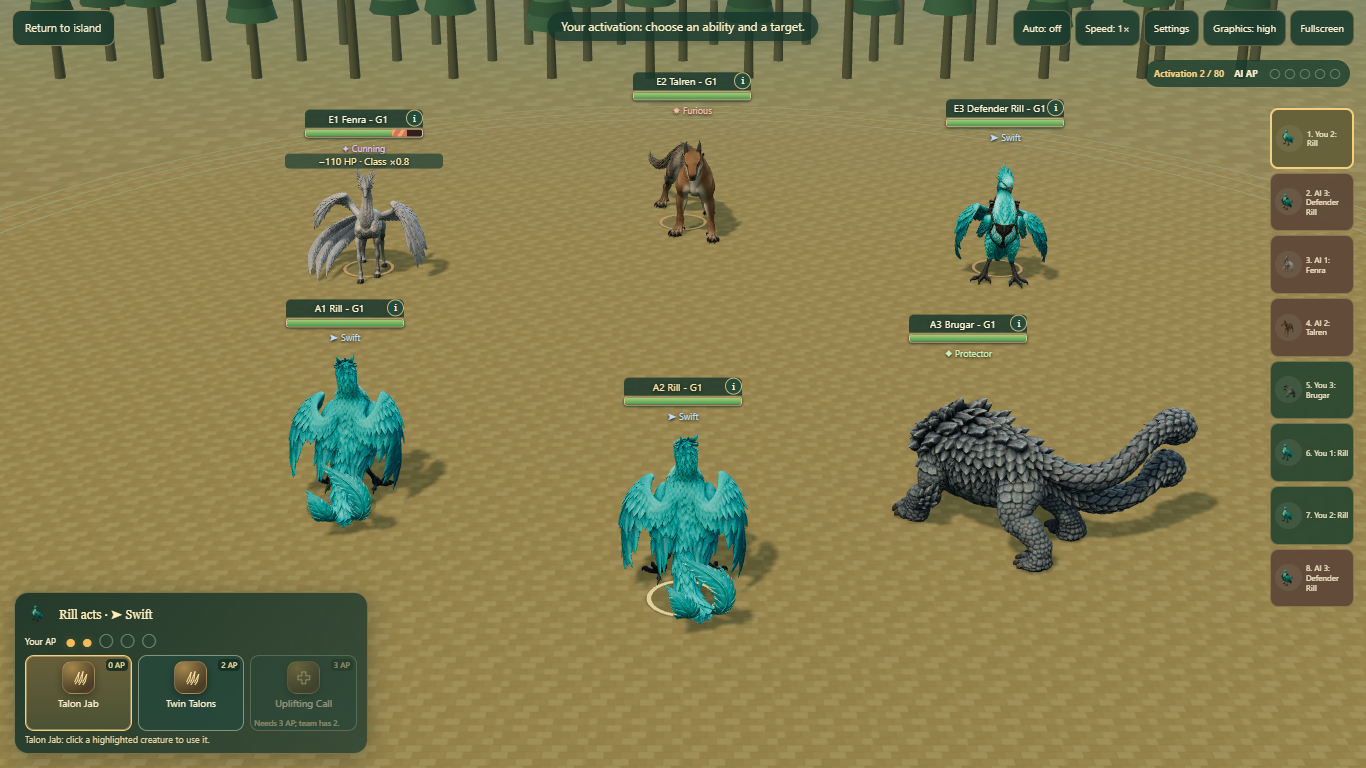 Return to island
Your activation: choose an ability and a target.
Auto: off
Speed: 1×
Settings
Graphics: high
Fullscreen
Activation 2 / 80 AI AP
E2 Talren - G1 i
Furious
E1 Fenra - G1 i
Cunning
−110 HP · Class ×0.8
E3 Defender Rill - G1 i
Swift
A1 Rill - G1 i
Swift
A3 Brugar - G1 i
Protector
A2 Rill - G1 i
Swift
1. You 2:
Rill
2. AI 3:
Defender
Rill
3. AI 1:
Fenra
4. AI 2:
Talren
5. You 3:
Brugar
6. You 1: Rill
7. You 2: Rill
8. AI 3:
Defender
Rill
Rill acts · ➤ Swift
Your AP
0 AP
Talon Jab
2 AP
Twin Talons
3 AP
Uplifting Call
Needs 3 AP; team has 2.
Talon Jab: click a highlighted creature to use it.